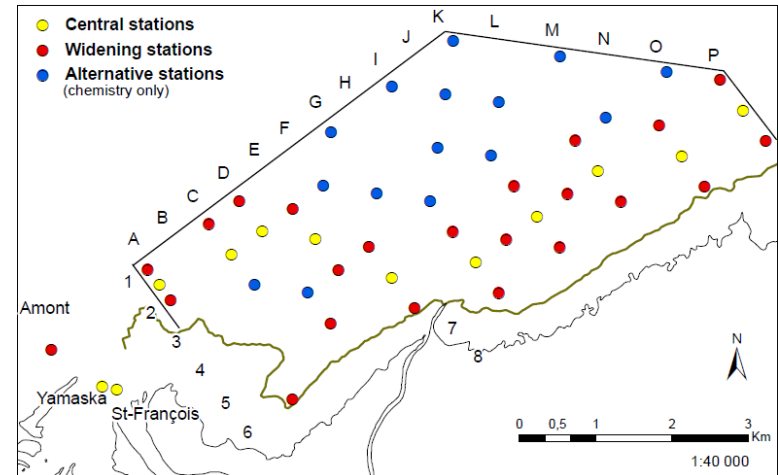 Central stations
Widening stations
Alternative stations
(chemistry only)
A
B
C
D
E
F
G
H
I
J
K
L
M
N
O
P
1
2
3
4
5
6
7
8
Amont
Yamaska
St-François
N
0 0,5 1 2 3
Km
1:40 000